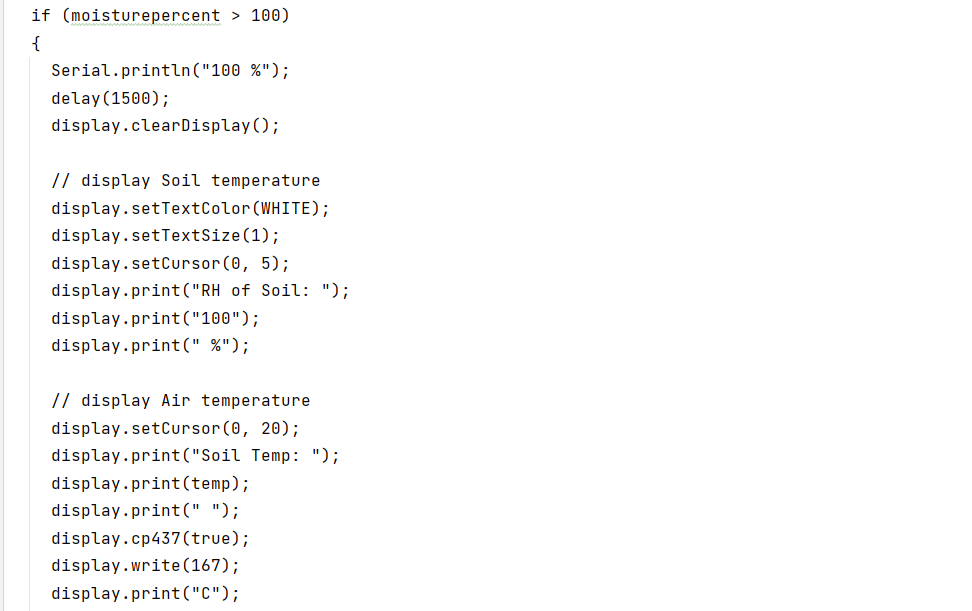 if (moisturepercent > 100)
{
Serial.println("100 %");
delay(1500);
display.clearDisplay();
// display Soil temperature
display.setTextColor(WHITE);
display.setTextSize(1);
display.setCursor(0, 5);
display.print("RH of Soil: ");
display.print("100");
display.print(" %");
// display Air temperature
display.setCursor(0, 20);
display.print("Soil Temp: ");
display.print(temp);
display.print(" ");
display.cp437(true);
display.write(167);
display.print("C");